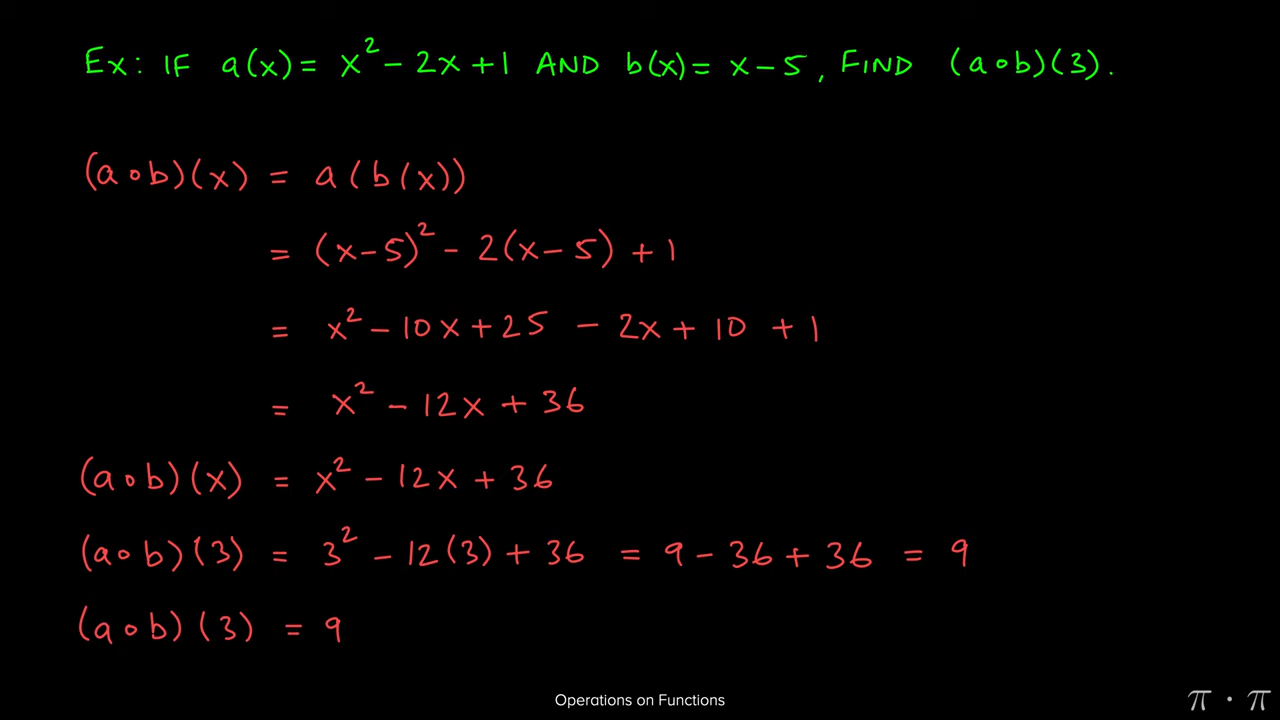 Ex: IF a(x) = x² - 2x + 1 AND b(x) = x - 5, FIND (a∘b)(3).
(a∘b)(x) = a(b(x))
= (x-5)² - 2(x-5) + 1
= x² - 10x + 25 - 2x + 10 + 1
= x² - 12x + 36
(a∘b)(x) = x² - 12x + 36
(a∘b)(3) = 3² - 12(3) + 36 = 9 - 36 + 36 = 9
(a∘b)(3) = 9
Operations on Functions
π · π